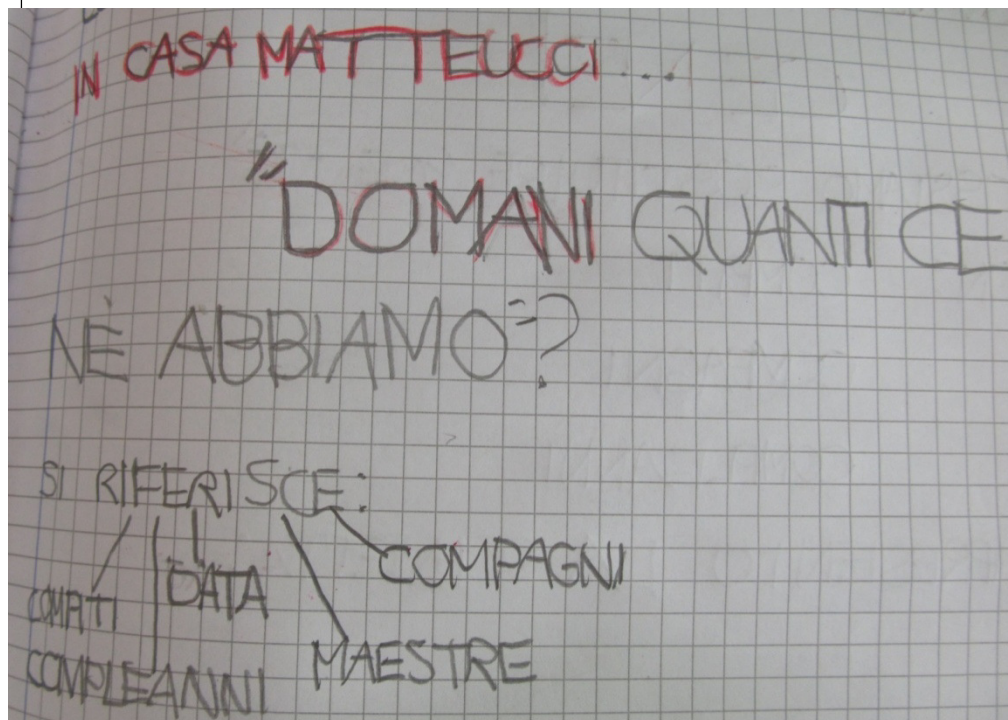 IN CASA MATTEUCCI...
"DOMANI QUANTI CE
NÈ ABBIAMO"?
SI RIFERISCE:
COMPAGNI
DATA
COMPITI
MAESTRE
COMPLEANNI